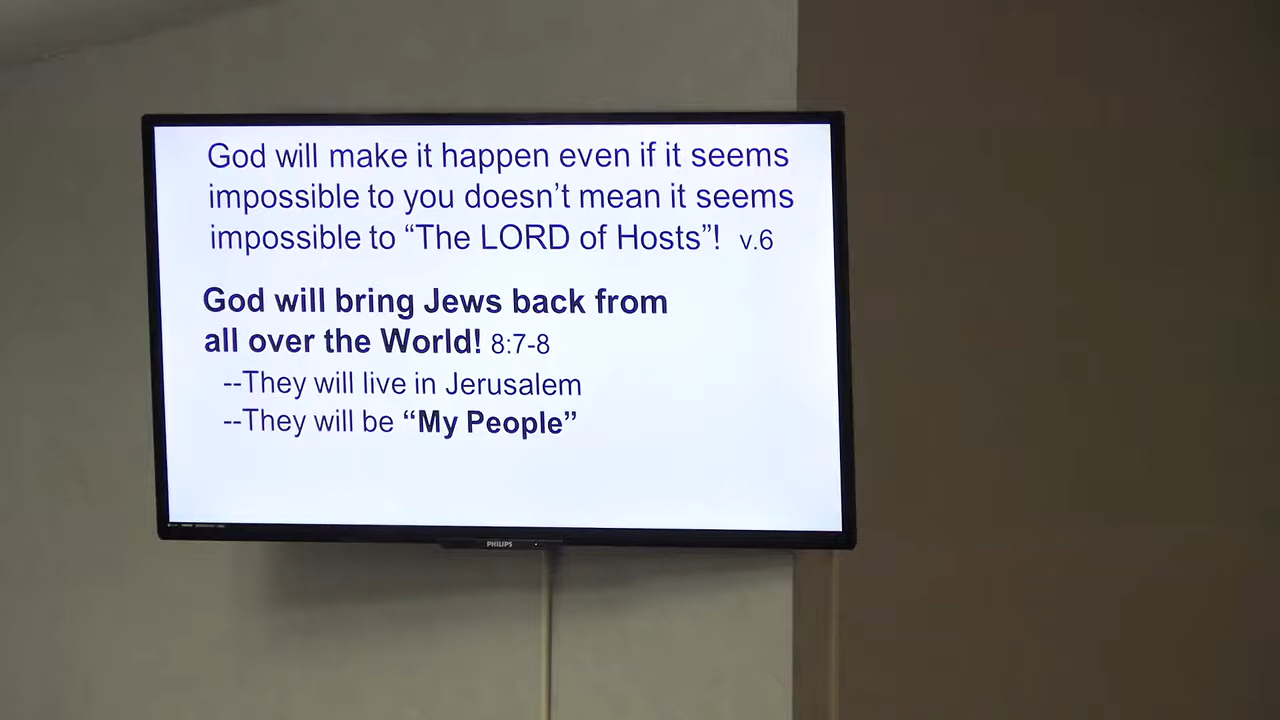 God will make it happen even if it seems
impossible to you doesn’t mean it seems
impossible to “The LORD of Hosts”! v.6
God will bring Jews back from
all over the World! 8:7-8
--They will live in Jerusalem
--They will be “My People”
PHILIPS